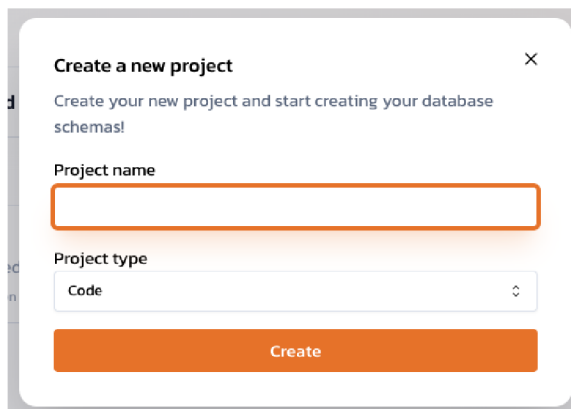 Create a new project
Create your new project and start creating your database
schemas!
Project name
Project type
Code
Create